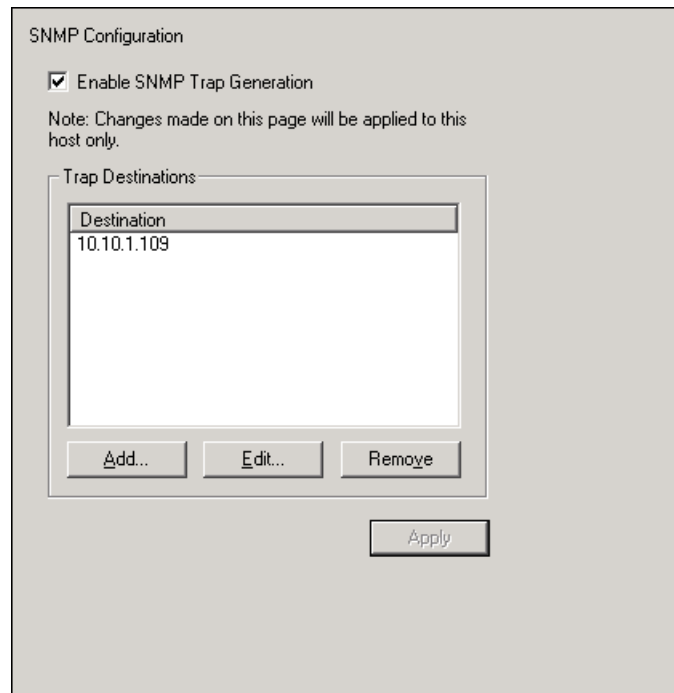 SNMP Configuration
Enable SNMP Trap Generation
Note: Changes made on this page will be applied to this
host only.
Trap Destinations
Destination
10.10.1.109
Add...
Edit...
Remove
Apply